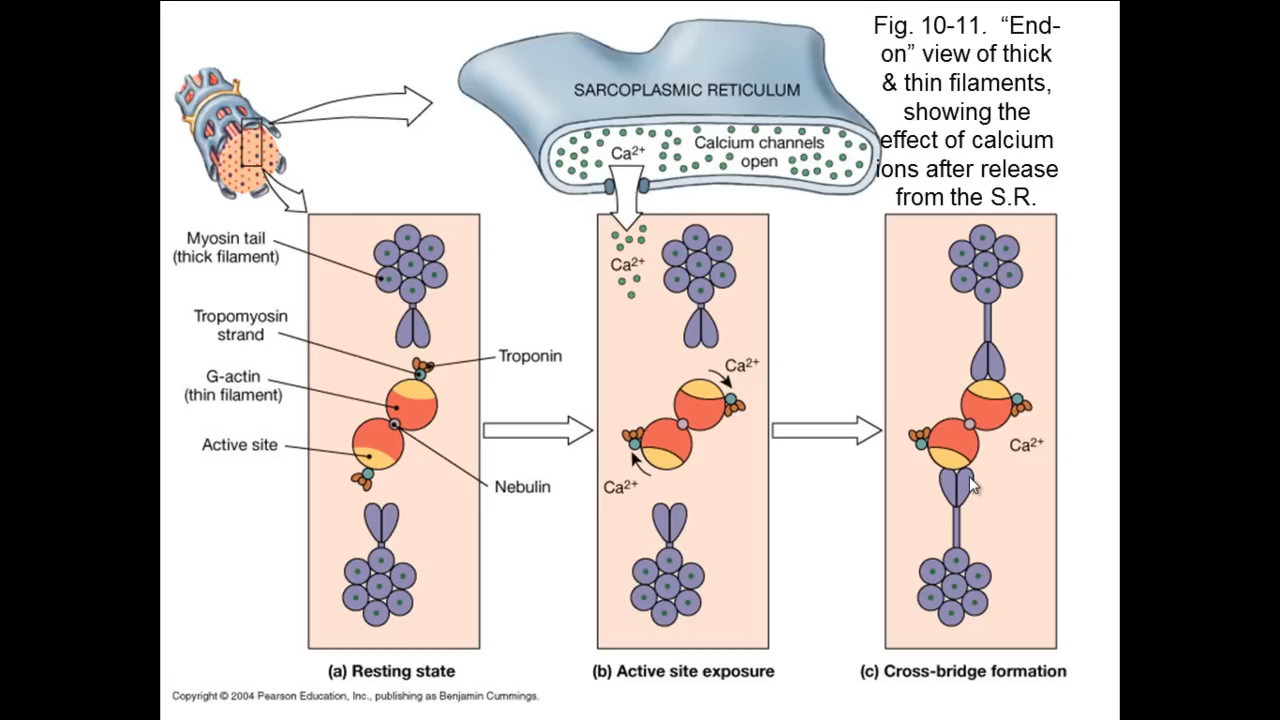 Fig. 10-11. “End-
on” view of thick
& thin filaments,
showing the
effect of calcium
ions after release
from the S.R.
SARCOPLASMIC RETICULUM
Ca²⁺
Calcium channels
open
Myosin tail
(thick filament)
Tropomyosin
strand
G-actin
(thin filament)
Active site
Troponin
Nebulin
Ca²⁺
Ca²⁺
Ca²⁺
Ca²⁺
(a) Resting state
(b) Active site exposure
(c) Cross-bridge formation
Copyright © 2004 Pearson Education, Inc., publishing as Benjamin Cummings.